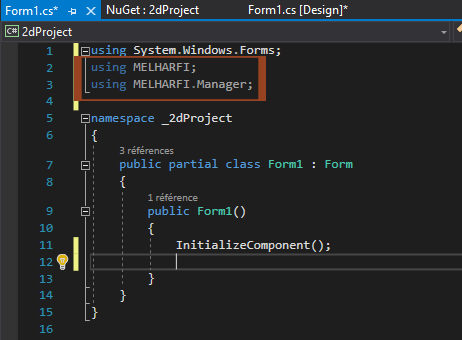 Form1.cs* NuGet : 2dProject Form1.cs [Design]*
C# 2dProject
1 using System.Windows.Forms;
2 using MELHARFI;
3 using MELHARFI.Manager;
4
5 namespace _2dProject
6 {
3 références
7 public partial class Form1 : Form
8 {
1 référence
9 public Form1()
10 {
11 InitializeComponent();
12
13 }
14 }
15 }
16